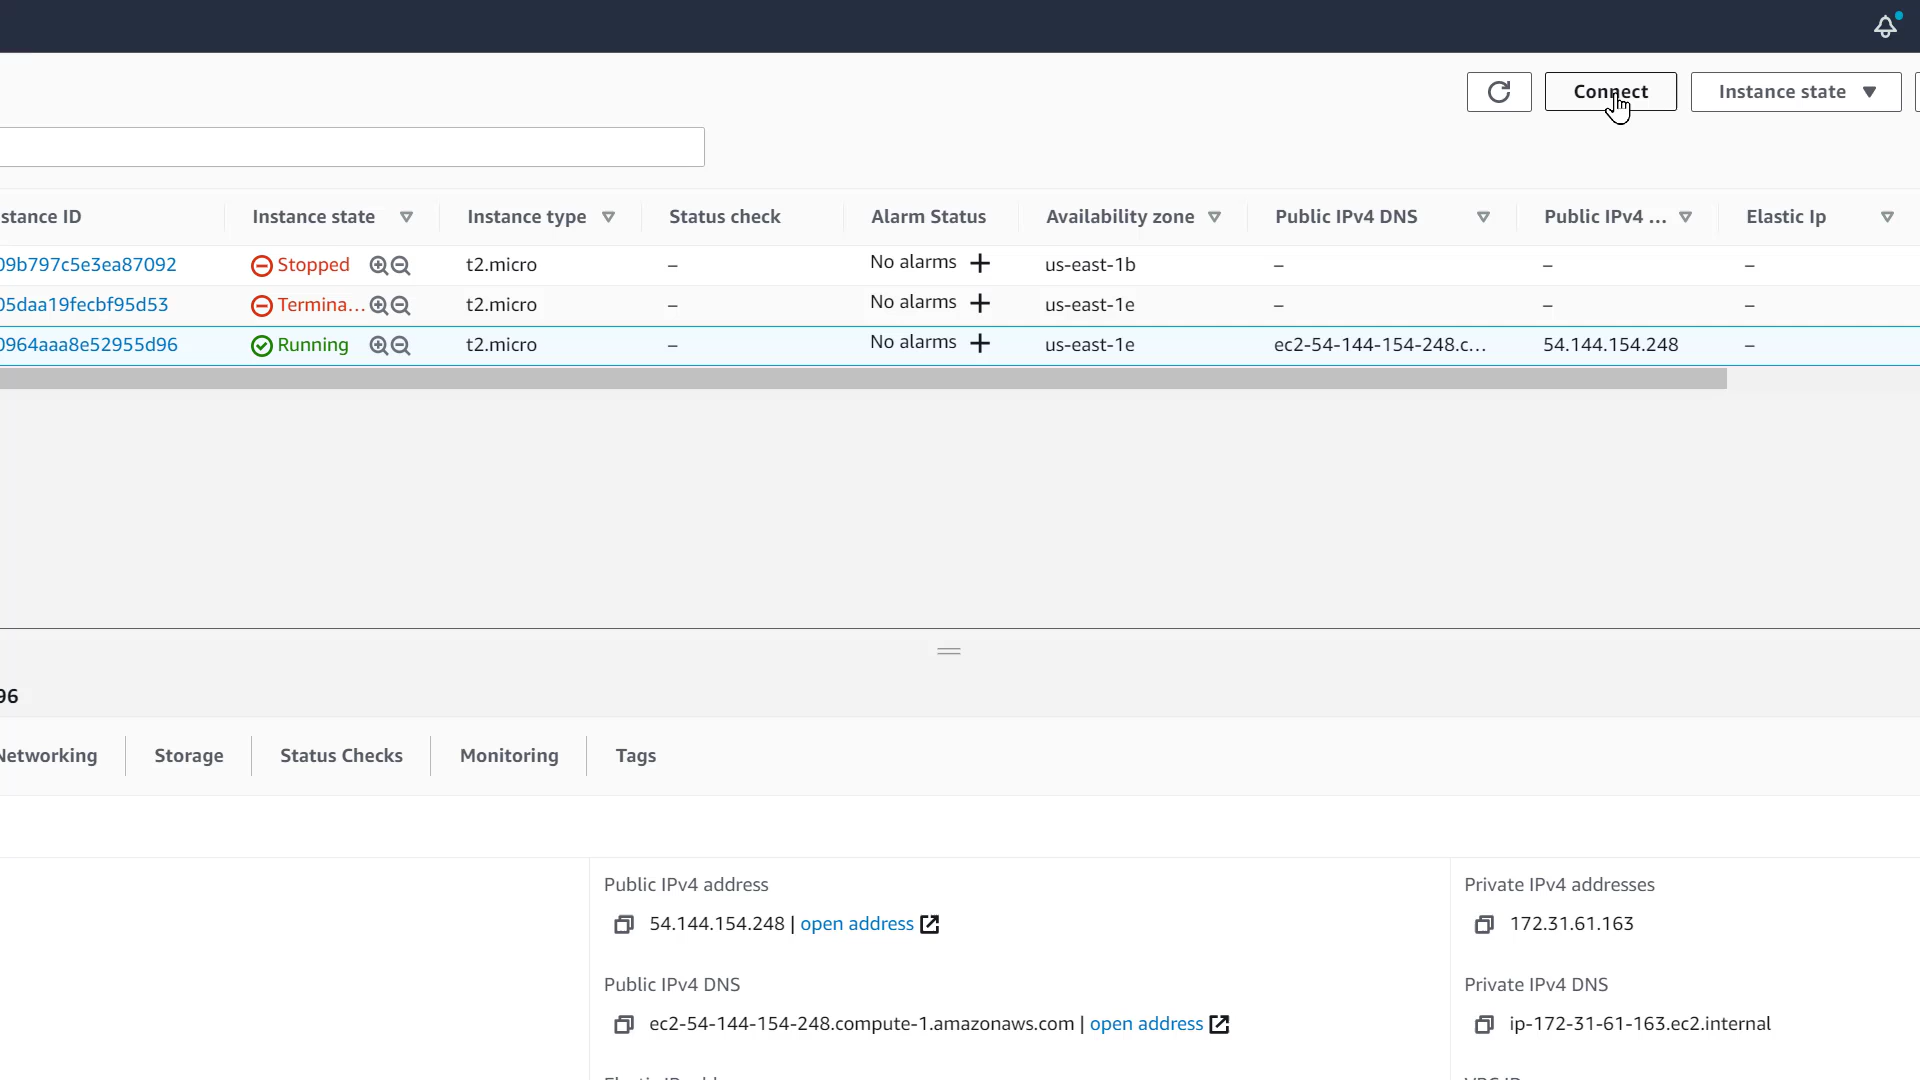 Connect Instance state
stance ID Instance state Instance type Status check Alarm Status Availability zone Public IPv4 DNS Public IPv4 ... Elastic Ip
09b797c5e3ea87092 Stopped t2.micro – No alarms us-east-1b – – –
05daa19fecbf95d53 Termina... t2.micro – No alarms us-east-1e – – –
0964aaa8e52955d96 Running t2.micro – No alarms us-east-1e ec2-54-144-154-248.c... 54.144.154.248 –
96
Networking Storage Status Checks Monitoring Tags
Public IPv4 address Private IPv4 addresses
54.144.154.248 | open address 172.31.61.163
Public IPv4 DNS Private IPv4 DNS
ec2-54-144-154-248.compute-1.amazonaws.com | open address ip-172-31-61-163.ec2.internal